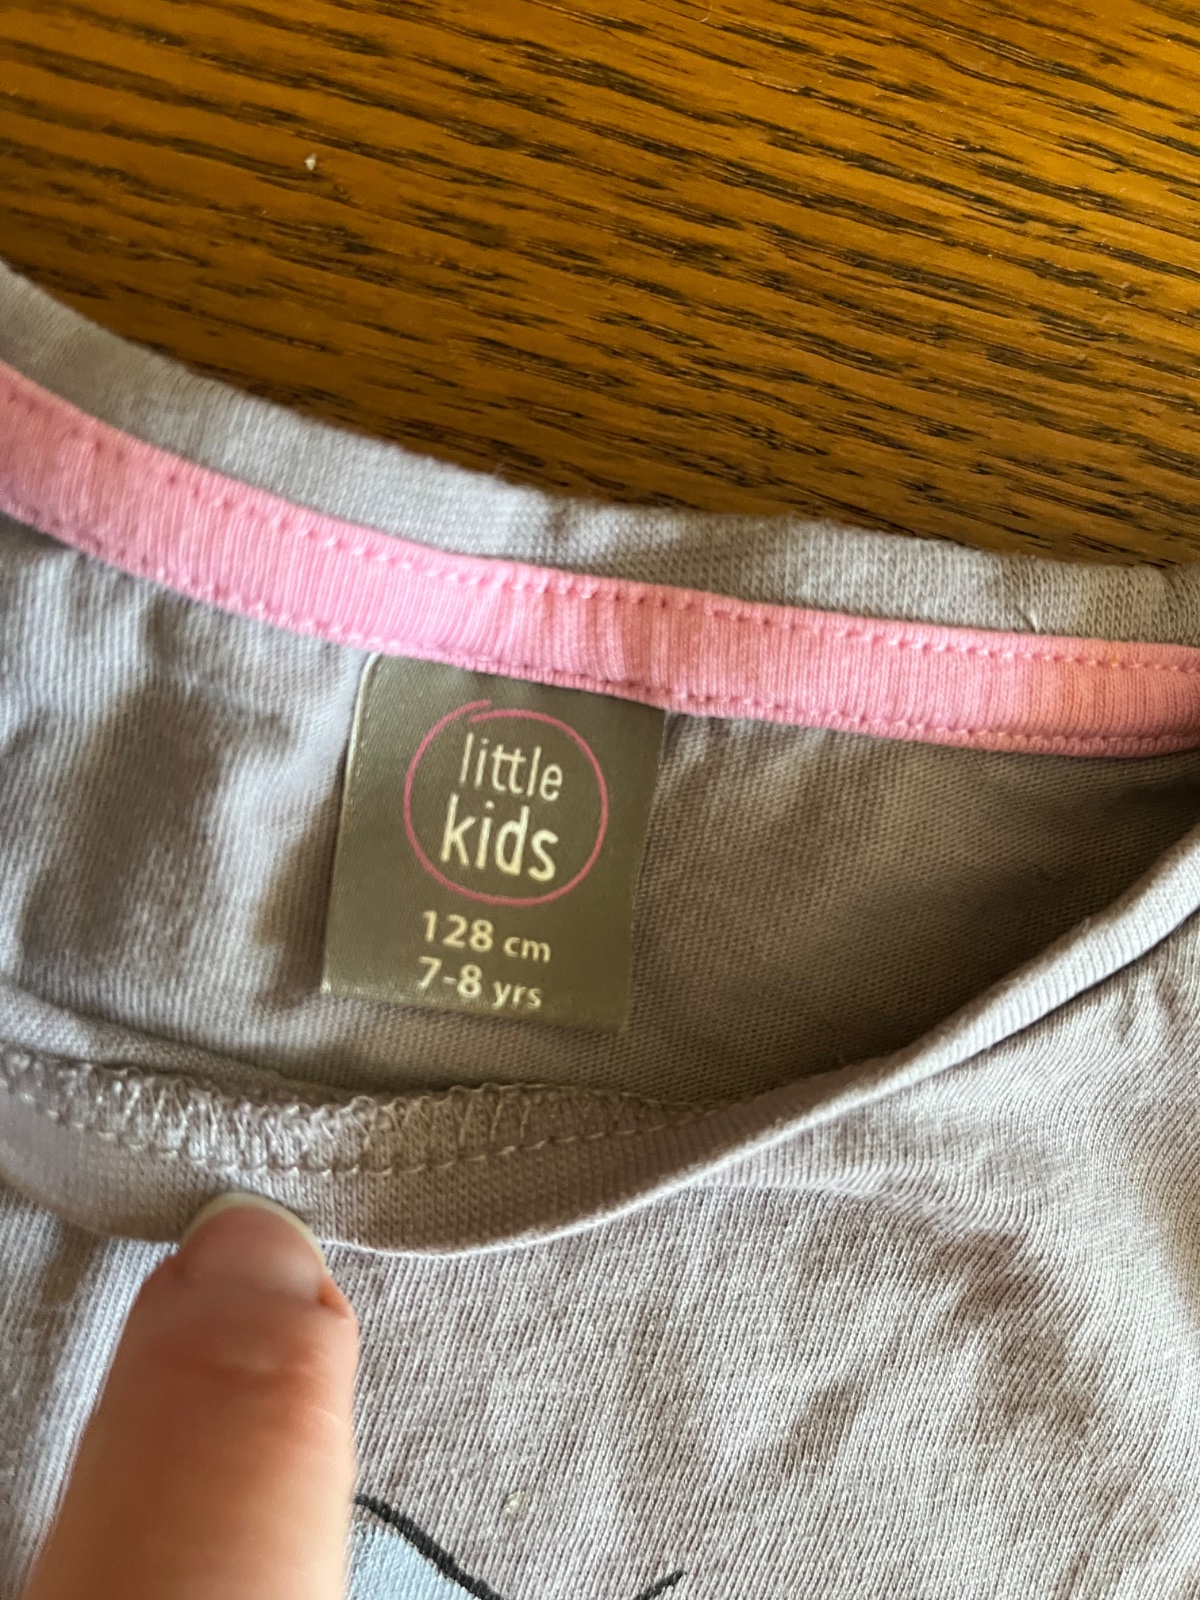 little
kids
128 cm
7-8 yrs